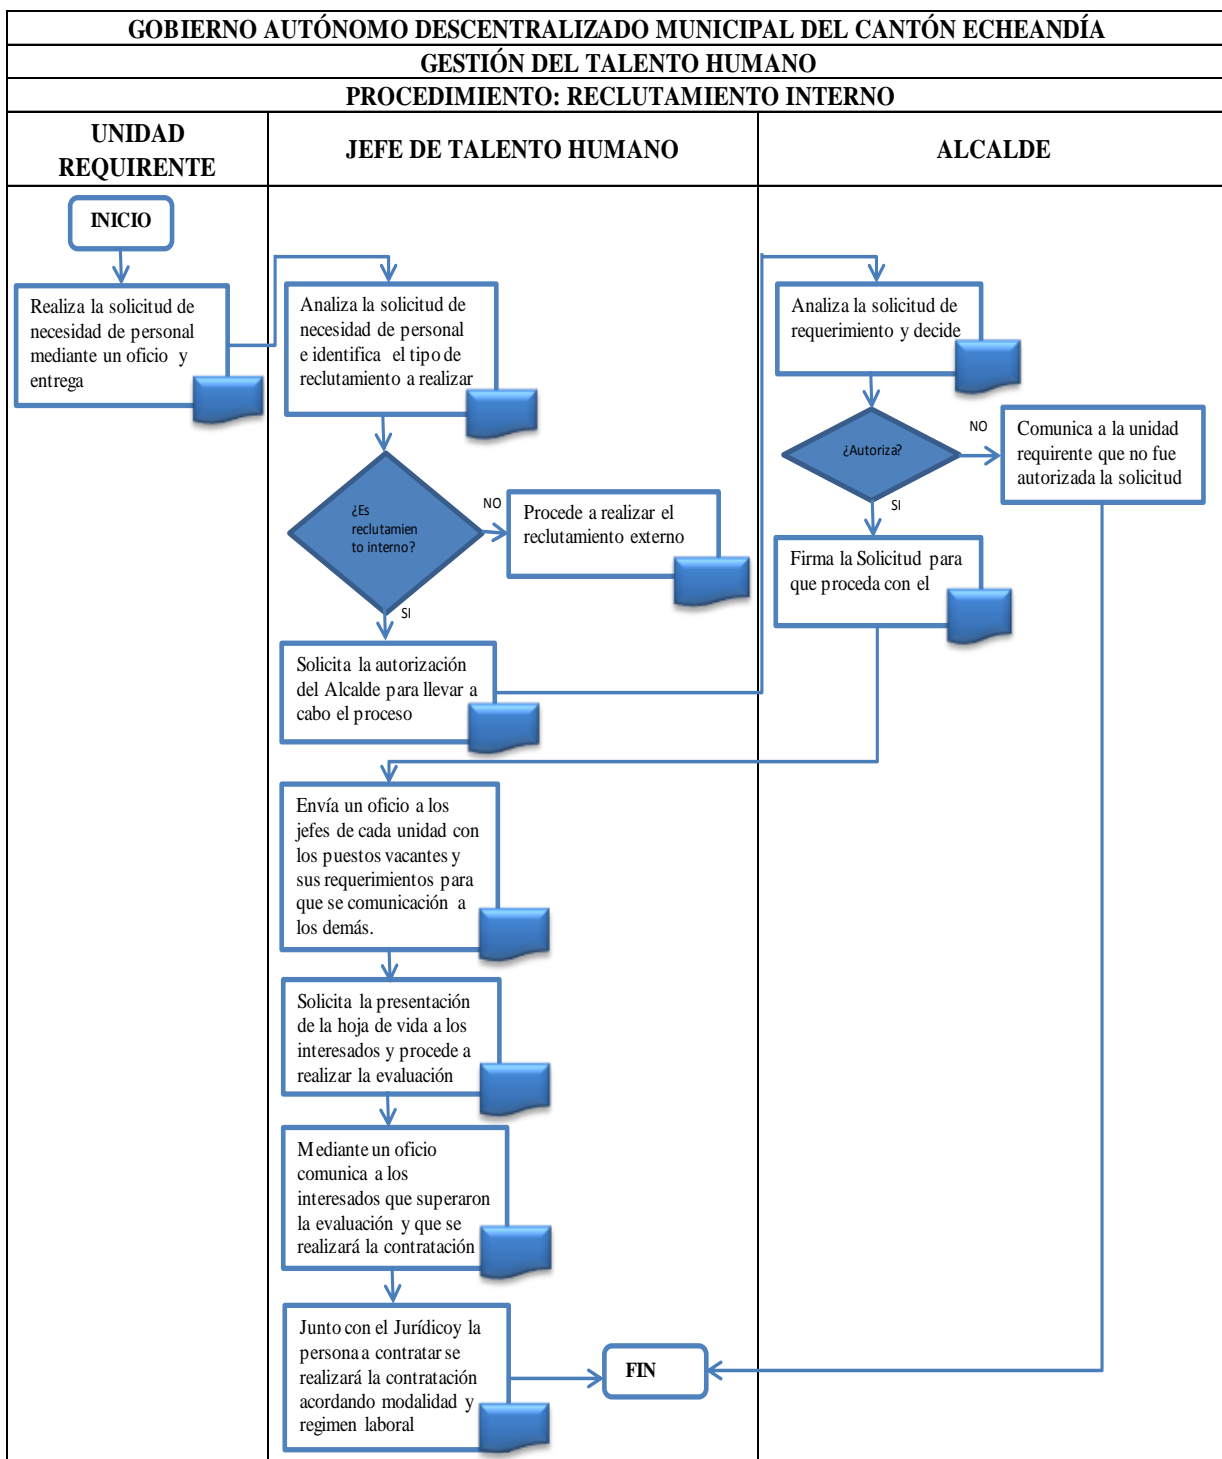 GOBIERNO AUTÓNOMO DESCENTRALIZADO MUNICIPAL DEL CANTÓN ECHEANDÍA
GESTIÓN DEL TALENTO HUMANO
PROCEDIMIENTO: RECLUTAMIENTO INTERNO
UNIDAD
REQUIRENTE
JEFE DE TALENTO HUMANO
ALCALDE
INICIO
Realiza la solicitud de
necesidad de personal
mediante un oficio y
entrega
Analiza la solicitud de
necesidad de personal
e identifica el tipo de
reclutamiento a realizar
¿Es
reclutamien
to interno?
NO
Procede a realizar el
reclutamiento externo
SI
Solicita la autorización
del Alcalde para llevar a
cabo el proceso
Analiza la solicitud de
requerimiento y decide
¿Autoriza?
NO
Comunica a la unidad
requirente que no fue
autorizada la solicitud
SI
Firma la Solicitud para
que proceda con el
Envía un oficio a los
jefes de cada unidad con
los puestos vacantes y
sus requerimientos para
que se comunicación a
los demás.
Solicita la presentación
de la hoja de vida a los
interesados y procede a
realizar la evaluación
Mediante un oficio
comunica a los
interesados que superaron
la evaluación y que se
realizará la contratación
Junto con el Jurídicoy la
persona a contratar se
realizará la contratación
acordando modalidad y
regimen laboral
FIN